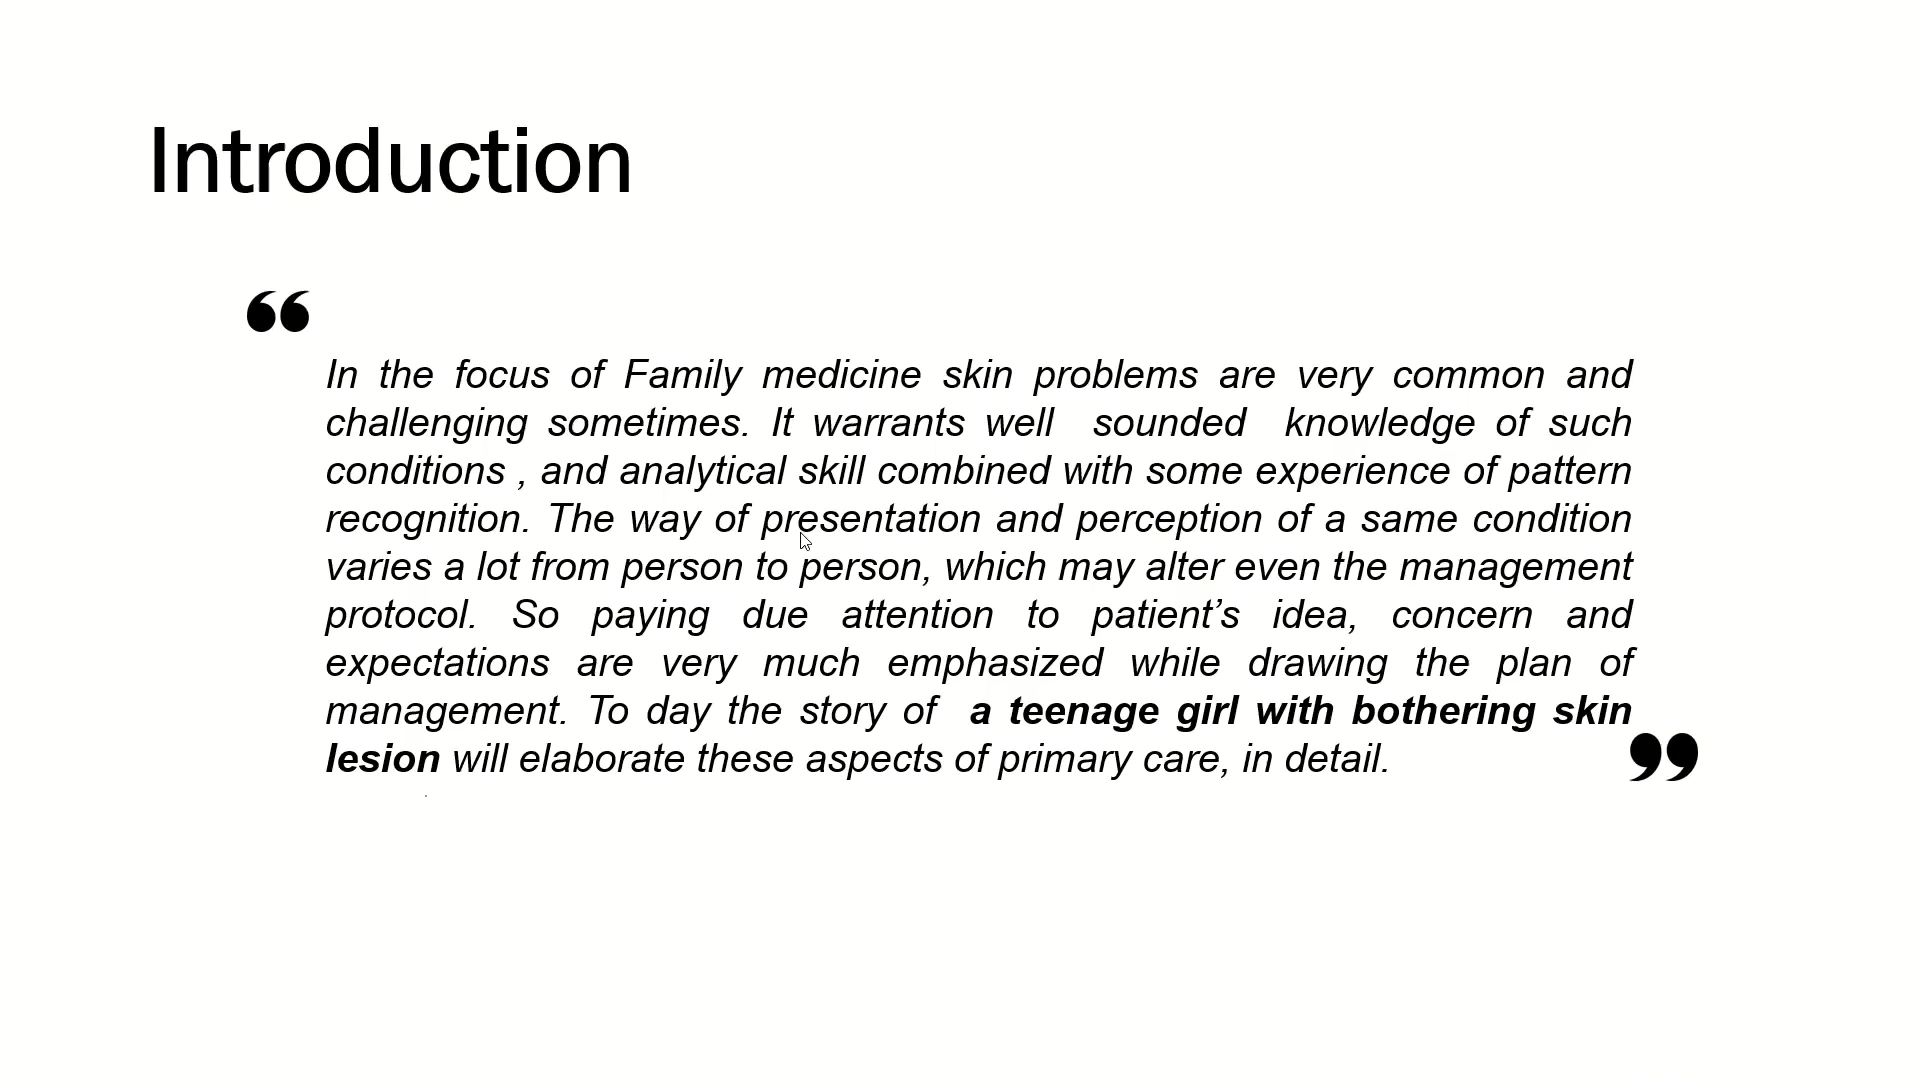 Introduction
“
In the focus of Family medicine skin problems are very common and
challenging sometimes. It warrants well  sounded  knowledge of such
conditions , and analytical skill combined with some experience of pattern
recognition. The way of presentation and perception of a same condition
varies a lot from person to person, which may alter even the management
protocol. So paying due attention to patient’s idea, concern and
expectations are very much emphasized while drawing the plan of
management. To day the story of  a teenage girl with bothering skin
lesion will elaborate these aspects of primary care, in detail.
”